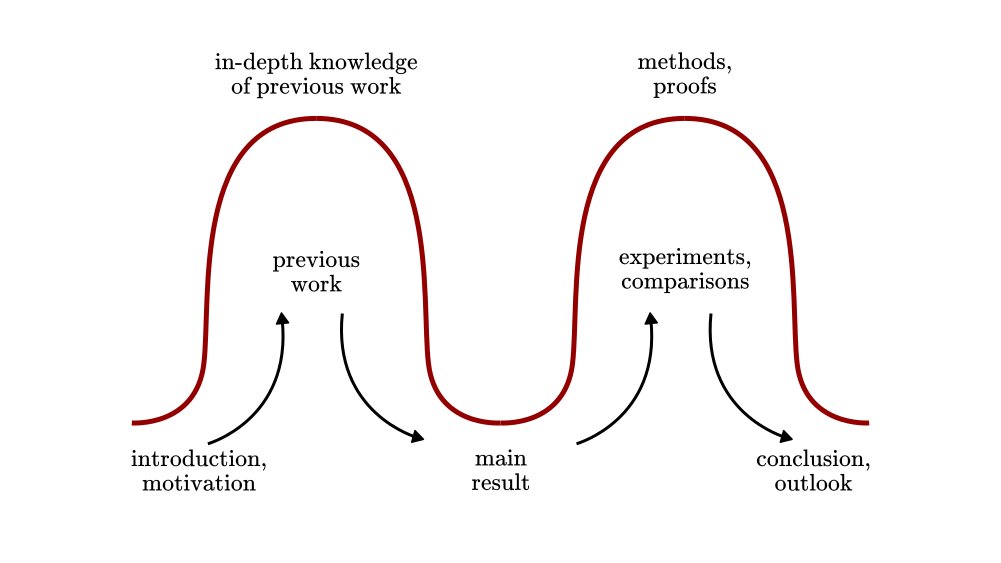 in-depth knowledge
of previous work
methods,
proofs
previous
work
experiments,
comparisons
introduction,
motivation
main
result
conclusion,
outlook